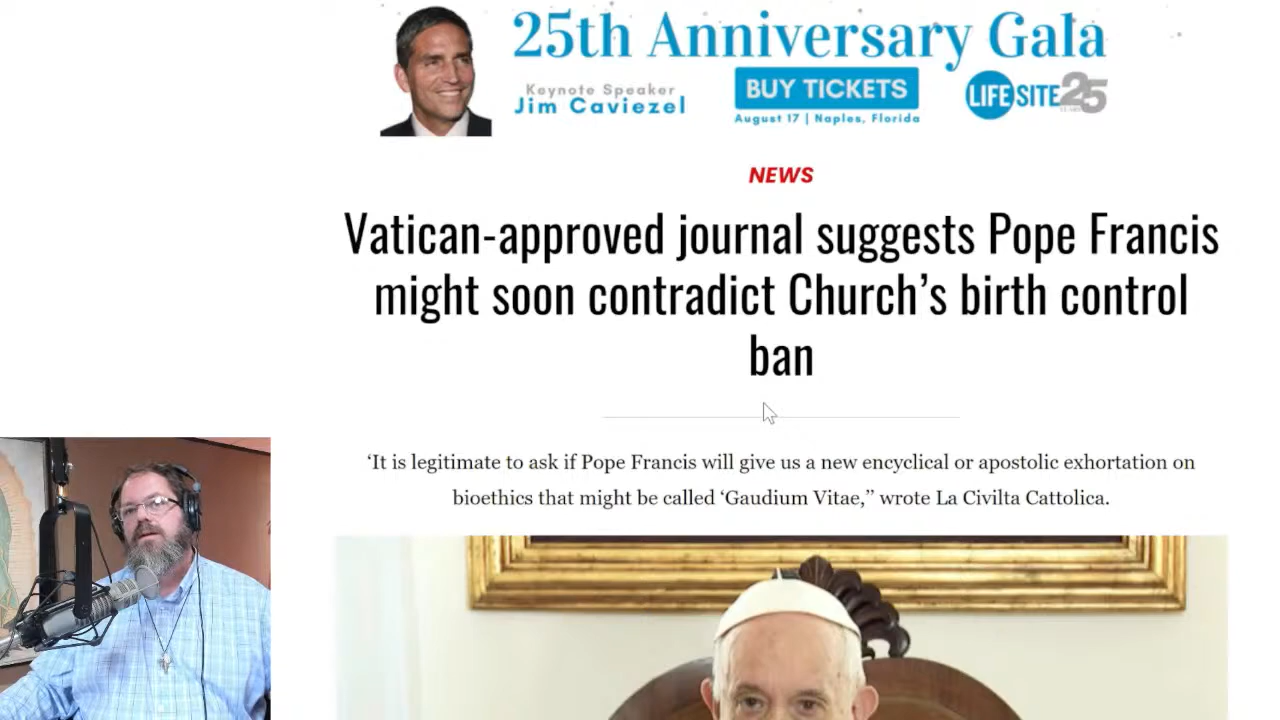 25th Anniversary Gala
Keynote Speaker
Jim Caviezel
BUY TICKETS
August 17 | Naples, Florida
LIFESITE 25
NEWS
Vatican-approved journal suggests Pope Francis
might soon contradict Church’s birth control
ban
‘It is legitimate to ask if Pope Francis will give us a new encyclical or apostolic exhortation on
bioethics that might be called ‘Gaudium Vitae,’’ wrote La Civilta Cattolica.